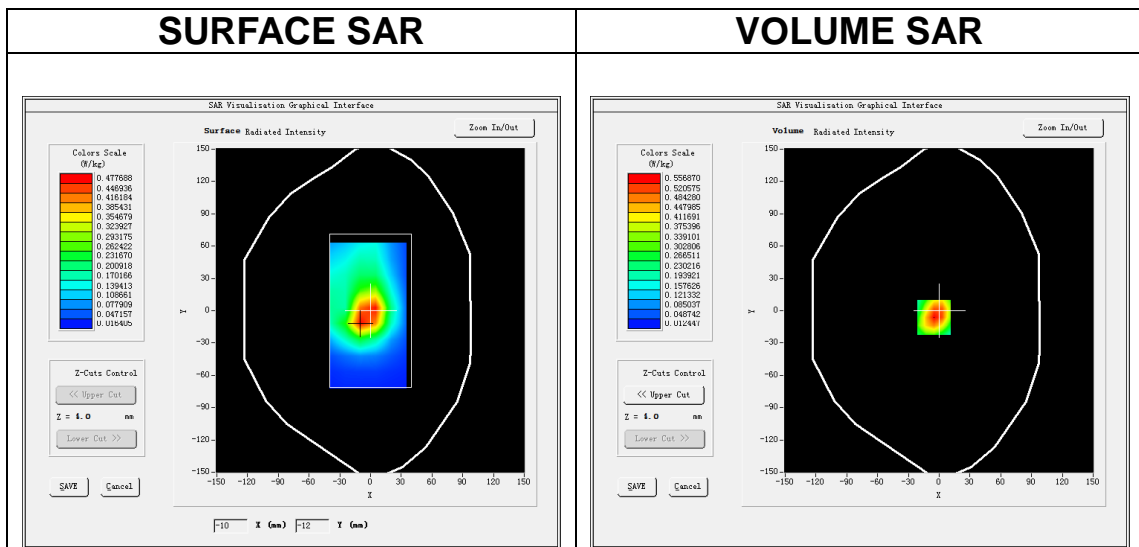 SURFACE SAR
VOLUME SAR
SAR Visualisation Graphical Interface
Surface Radiated Intensity
Zoom In/Out
Colors Scale
(W/kg)
0.477688
0.446936
0.416184
0.385431
0.354679
0.323927
0.293175
0.262422
0.231670
0.200918
0.170166
0.139413
0.108661
0.077909
0.047157
0.016405
150
120
90
60
30
0
-30
-60
-90
-120
-150
Y
-150 -120 -90 -60 -30 0 30 60 90 120 150
X
Z-Cuts Control
<< Upper Cut
Z = 4.0 mm
Lower Cut >>
SAVE Cancel
-10 X (mm) -12 Y (mm)
SAR Visualisation Graphical Interface
Volume Radiated Intensity
Zoom In/Out
Colors Scale
(W/kg)
0.556870
0.520575
0.484280
0.447985
0.411691
0.375396
0.339101
0.302806
0.266511
0.230216
0.193921
0.157626
0.121332
0.085037
0.048742
0.012447
150
120
90
60
30
0
-30
-60
-90
-120
-150
Y
-150 -120 -90 -60 -30 0 30 60 90 120 150
X
Z-Cuts Control
<< Upper Cut
Z = 4.0 mm
Lower Cut >>
SAVE Cancel